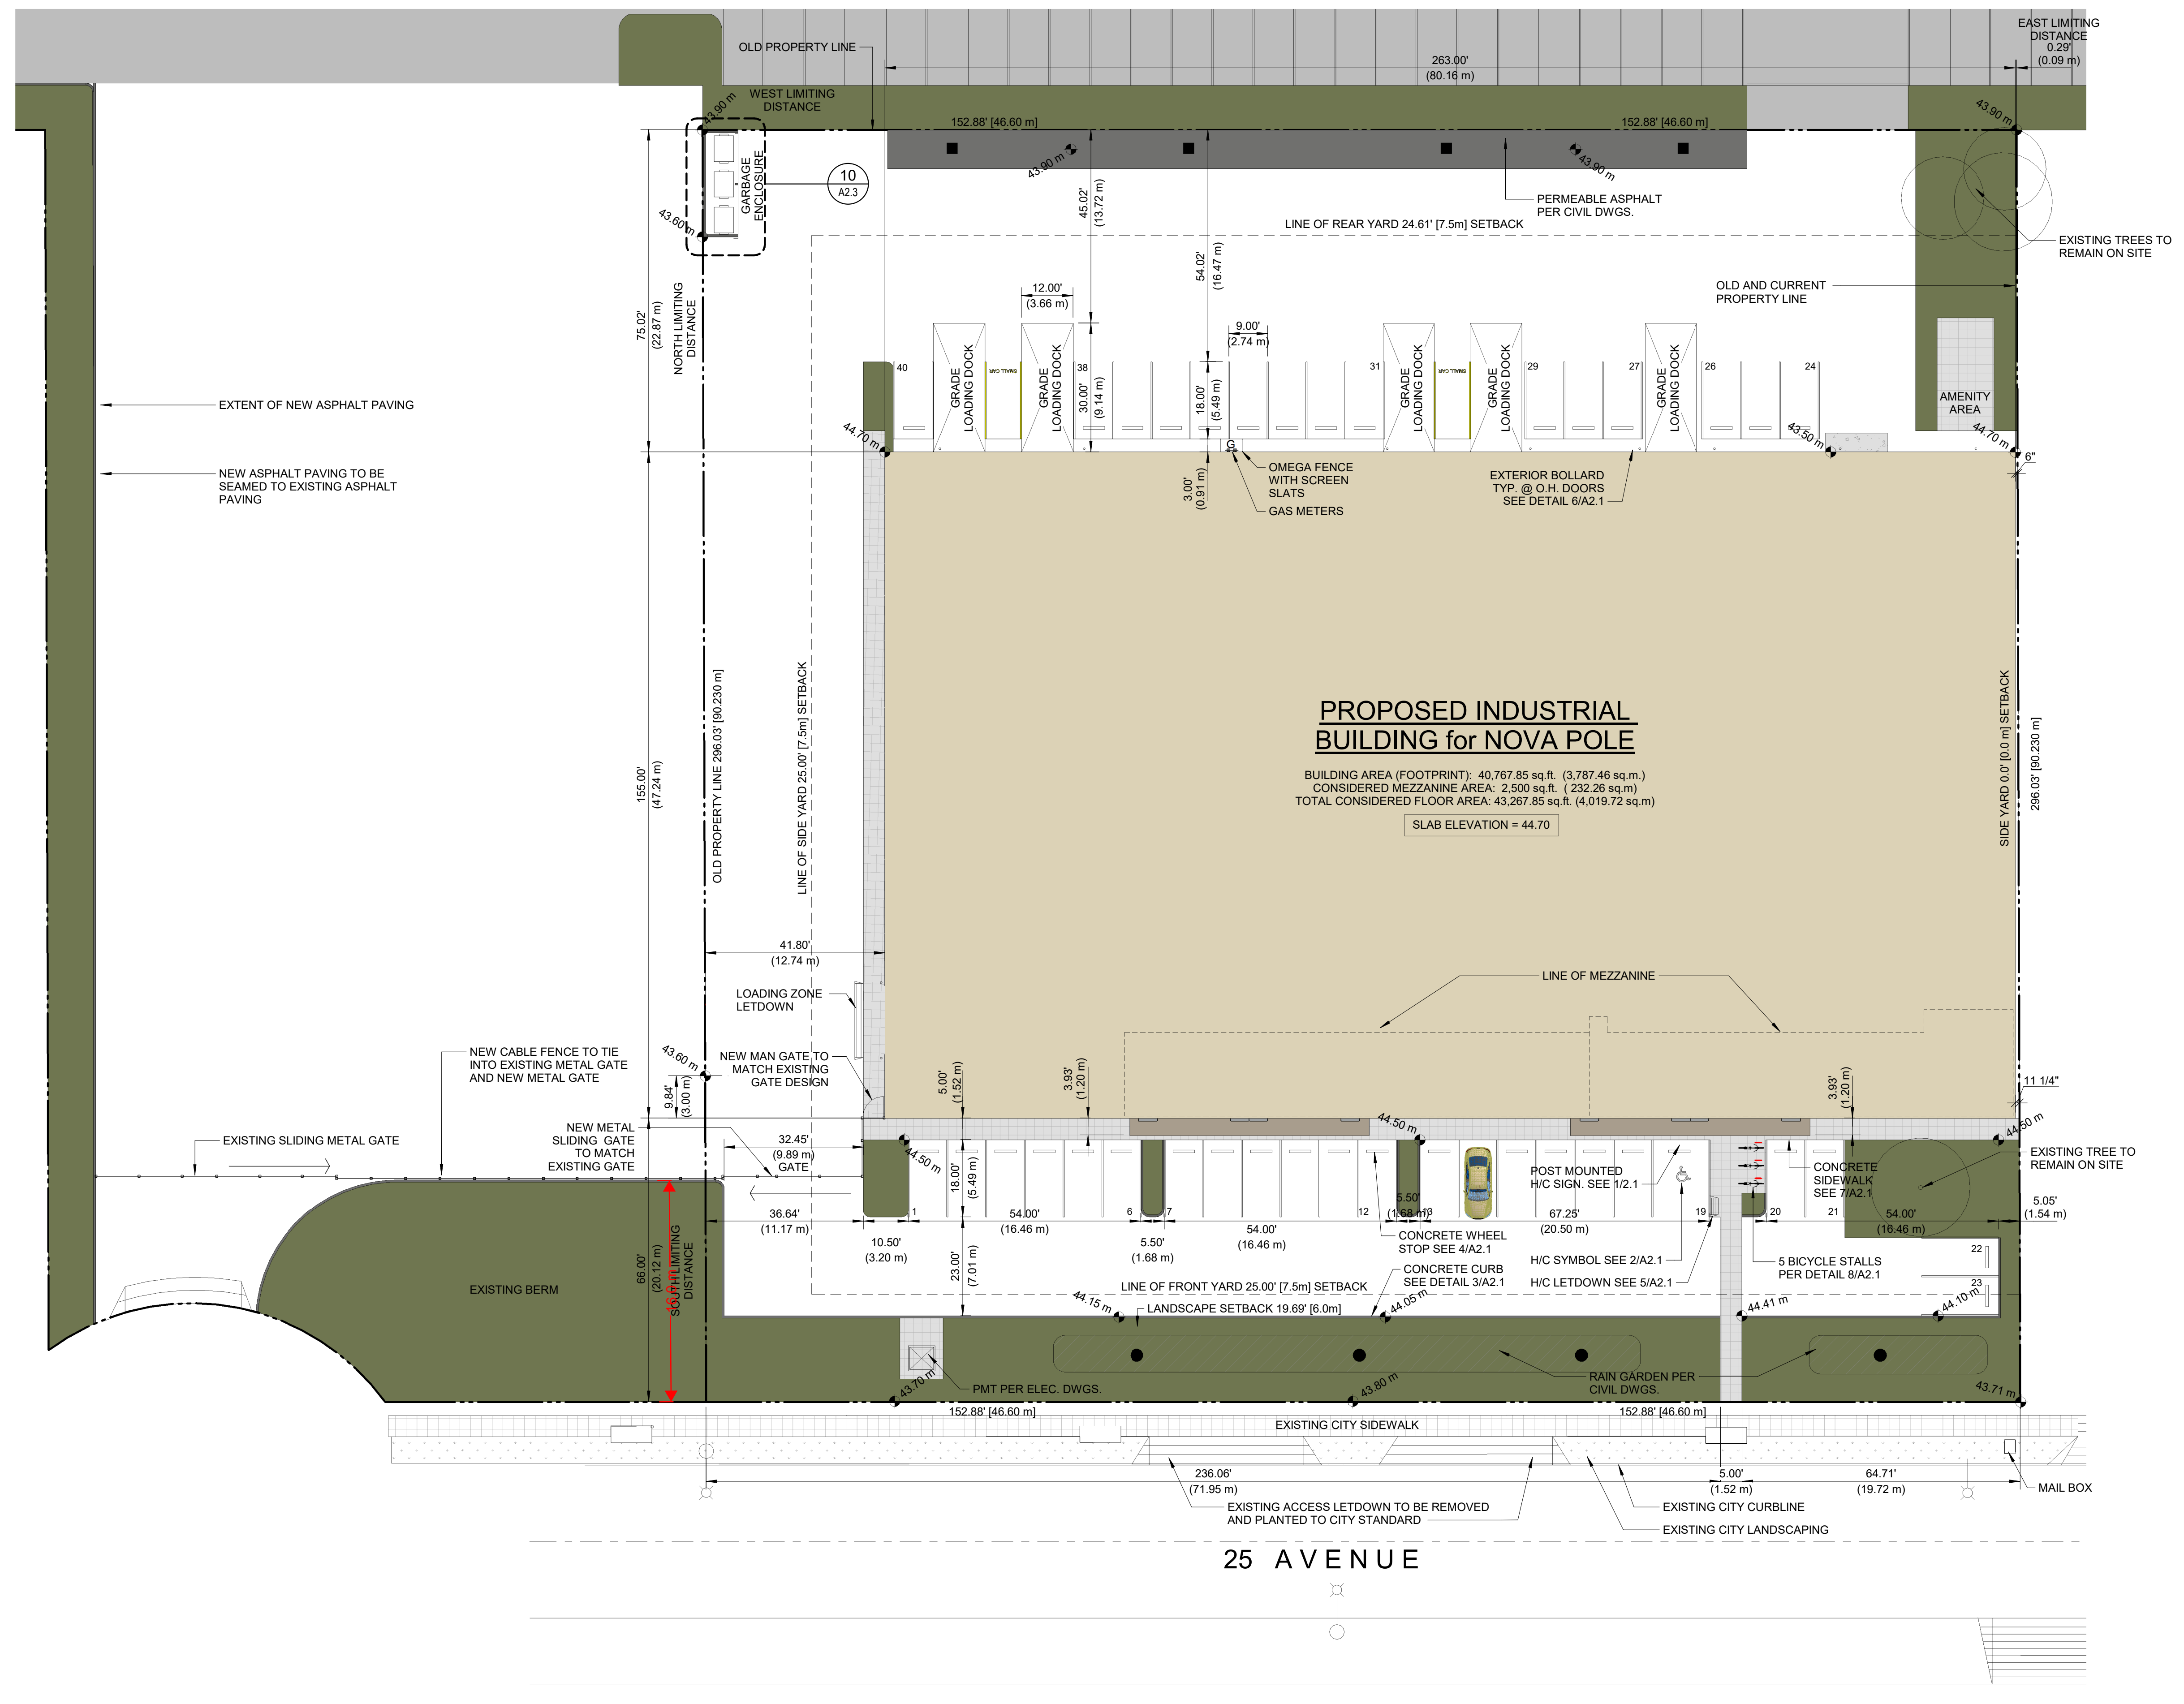 EAST LIMITING
DISTANCE
0.29'
(0.09 m)
OLD PROPERTY LINE
263.00'
(80.16 m)
WEST LIMITING
DISTANCE
43.90 m
152.88' [46.60 m]
152.88' [46.60 m]
43.90 m
GARBAGE
ENCLOSURE
10
A2.3
43.90 m
43.90 m
PERMEABLE ASPHALT
PER CIVIL DWGS.
45.02'
(13.72 m)
43.60 m
LINE OF REAR YARD 24.61' [7.5m] SETBACK
EXISTING TREES TO
REMAIN ON SITE
54.02'
(16.47 m)
OLD AND CURRENT
PROPERTY LINE
12.00'
(3.66 m)
75.02'
(22.87 m)
NORTH LIMITING
DISTANCE
9.00'
(2.74 m)
40
GRADE
LOADING DOCK
SMALL CAR
GRADE
LOADING DOCK
38
30.00'
(9.14 m)
18.00'
(5.49 m)
31
GRADE
LOADING DOCK
SMALL CAR
GRADE
LOADING DOCK
29
27
GRADE
LOADING DOCK
26
24
AMENITY
AREA
EXTENT OF NEW ASPHALT PAVING
44.70 m
G
43.50 m
44.70 m
6"
NEW ASPHALT PAVING TO BE
SEAMED TO EXISTING ASPHALT
PAVING
3.00'
(0.91 m)
OMEGA FENCE
WITH SCREEN
SLATS
GAS METERS
EXTERIOR BOLLARD
TYP. @ O.H. DOORS
SEE DETAIL 6/A2.1
OLD PROPERTY LINE 296.03' [90.230 m]
LINE OF SIDE YARD 25.00' [7.5m] SETBACK
155.00'
(47.24 m)
PROPOSED INDUSTRIAL
BUILDING for NOVA POLE
BUILDING AREA (FOOTPRINT): 40,767.85 sq.ft. (3,787.46 sq.m.)
CONSIDERED MEZZANINE AREA: 2,500 sq.ft. ( 232.26 sq.m)
TOTAL CONSIDERED FLOOR AREA: 43,267.85 sq.ft. (4,019.72 sq.m)
SLAB ELEVATION = 44.70
SIDE YARD 0.0' [0.0 m] SETBACK
296.03' [90.230 m]
41.80'
(12.74 m)
LOADING ZONE
LETDOWN
LINE OF MEZZANINE
NEW CABLE FENCE TO TIE
INTO EXISTING METAL GATE
AND NEW METAL GATE
43.60 m
9.84'
(3.00 m)
NEW MAN GATE TO
MATCH EXISTING
GATE DESIGN
5.00'
(1.52 m)
3.93'
(1.20 m)
3.93'
(1.20 m)
11 1/4"
EXISTING SLIDING METAL GATE
NEW METAL
SLIDING GATE
TO MATCH
EXISTING GATE
32.45'
(9.89 m)
GATE
44.50 m
44.50 m
44.50 m
18.00'
(5.49 m)
POST MOUNTED
H/C SIGN. SEE 1/2.1
CONCRETE
SIDEWALK
SEE 7/A2.1
EXISTING TREE TO
REMAIN ON SITE
36.64'
(11.17 m)
10.50'
(3.20 m)
1
54.00'
(16.46 m)
6
7
5.50'
(1.68 m)
54.00'
(16.46 m)
12
5.50'
(1.68 m)
13
67.25'
(20.50 m)
19
20
21
54.00'
(16.46 m)
5.05'
(1.54 m)
CONCRETE WHEEL
STOP SEE 4/A2.1
H/C SYMBOL SEE 2/A2.1
H/C LETDOWN SEE 5/A2.1
5 BICYCLE STALLS
PER DETAIL 8/A2.1
22
23
66.00'
(20.12 m)
SOUTH LIMITING
DISTANCE
EXISTING BERM
23.00'
(7.01 m)
CONCRETE CURB
SEE DETAIL 3/A2.1
LINE OF FRONT YARD 25.00' [7.5m] SETBACK
LANDSCAPE SETBACK 19.69' [6.0m]
44.15 m
44.05 m
44.41 m
44.10 m
PMT PER ELEC. DWGS.
RAIN GARDEN PER
CIVIL DWGS.
43.70 m
43.80 m
43.71 m
152.88' [46.60 m]
152.88' [46.60 m]
EXISTING CITY SIDEWALK
236.06'
(71.95 m)
5.00'
(1.52 m)
64.71'
(19.72 m)
MAIL BOX
EXISTING ACCESS LETDOWN TO BE REMOVED
AND PLANTED TO CITY STANDARD
EXISTING CITY CURBLINE
EXISTING CITY LANDSCAPING
25 AVENUE